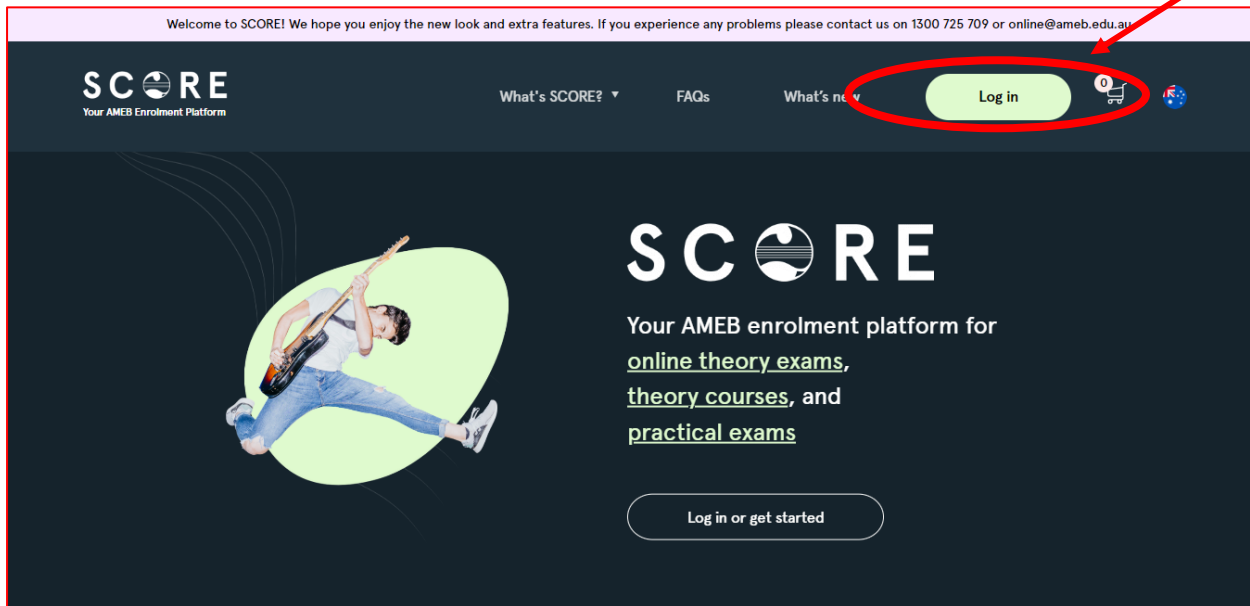 Welcome to SCORE! We hope you enjoy the new look and extra features. If you experience any problems please contact us on 1300 725 709 or online@ameb.edu.au
SCORE
Your AMEB Enrolment Platform
What's SCORE? ▼
FAQs
What's new
Log in
0
SCORE
Your AMEB enrolment platform for
online theory exams,
theory courses, and
practical exams
Log in or get started